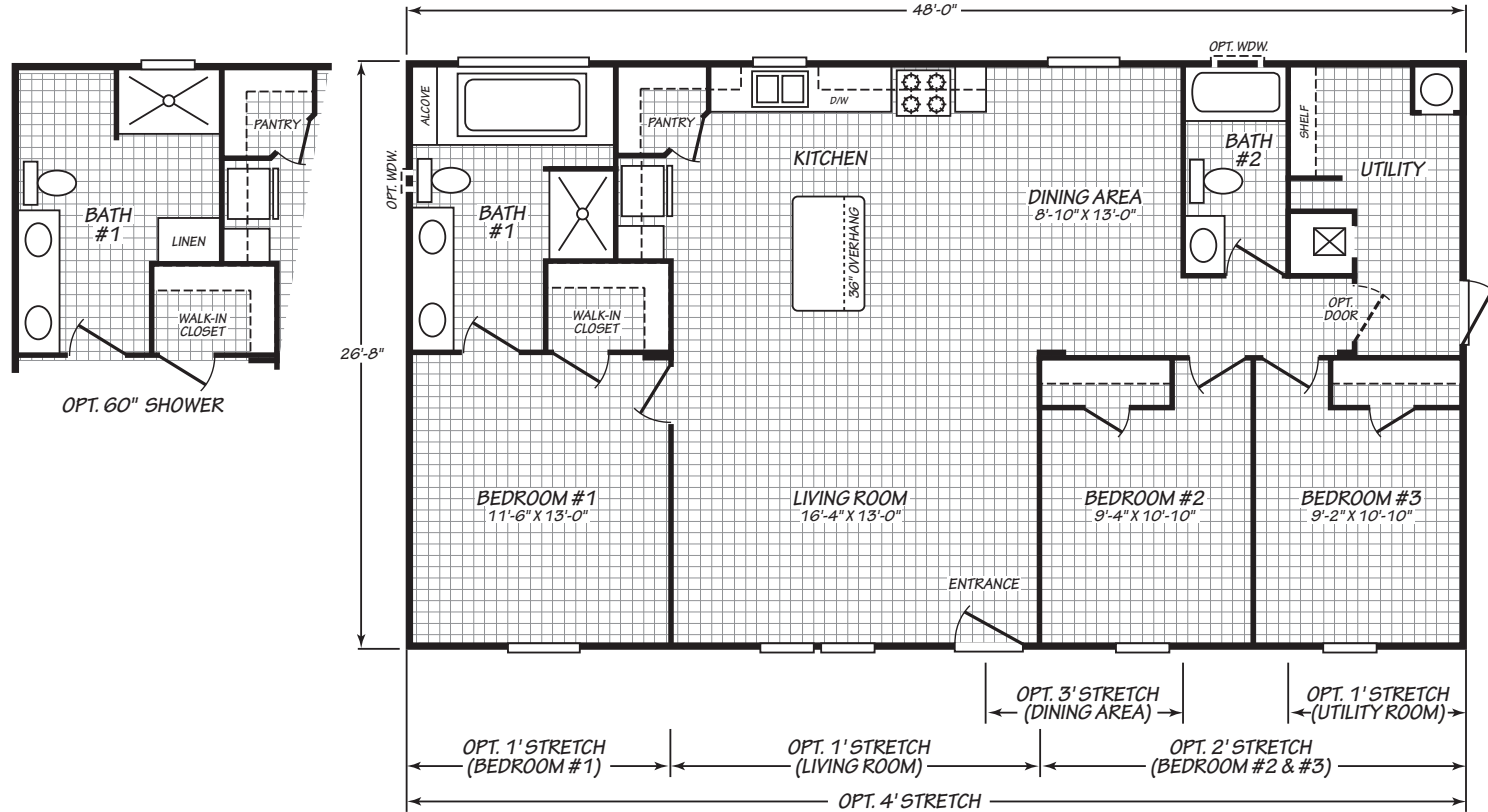 48'-0"
OPT. WDW.
ALCOVE
PANTRY
D/W
SHELF
PANTRY
BATH
#2
UTILITY
KITCHEN
OPT. WDW.
DINING AREA
8'-10" X 13'-0"
BATH
#1
LINEN
BATH
#1
36" OVERHANG
OPT.
DOOR
WALK-IN
CLOSET
WALK-IN
CLOSET
26'-8"
OPT. 60" SHOWER
BEDROOM #1
11'-6" X 13'-0"
LIVING ROOM
16'-4" X 13'-0"
BEDROOM #2
9'-4" X 10'-10"
BEDROOM #3
9'-2" X 10'-10"
ENTRANCE
OPT. 3' STRETCH
(DINING AREA)
OPT. 1' STRETCH
(UTILITY ROOM)
OPT. 1' STRETCH
(BEDROOM #1)
OPT. 1' STRETCH
(LIVING ROOM)
OPT. 2' STRETCH
(BEDROOM #2 & #3)
OPT. 4' STRETCH